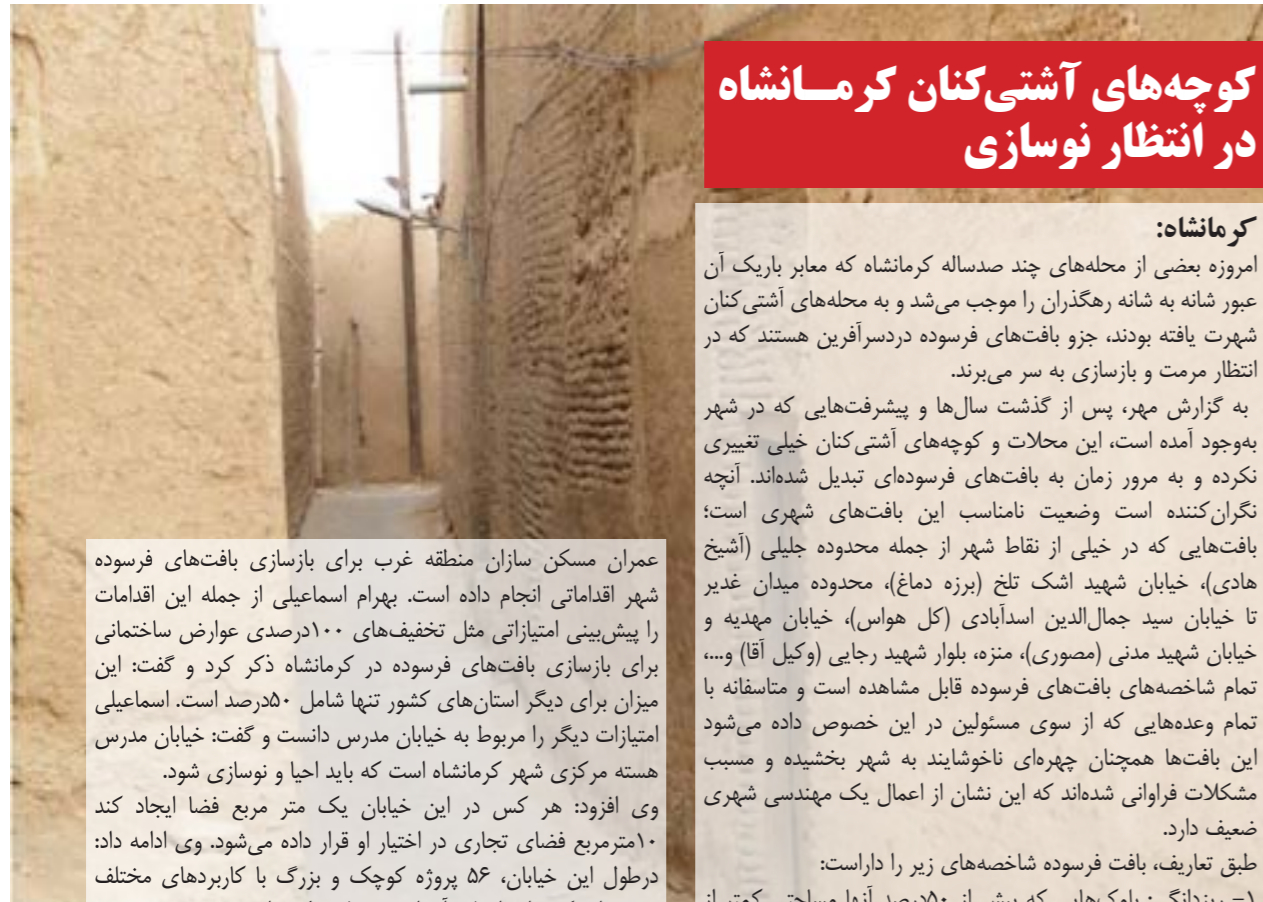 کوچه‌های آشتی‌کنان کرمــانشاه
در انتظار نوسازی
کرمانشاه:
امروزه بعضی از محله‌های چند صدساله کرمانشاه که معابر باریک آن
عبور شانه به شانه رهگذران را موجب می‌شد و به محله‌های آشتی‌کنان
شهرت یافته بودند، جزو بافت‌های فرسوده دردسرآفرین هستند که در
انتظار مرمت و بازسازی به سر می‌برند.
به گزارش مهر، پس از گذشت سال‌ها و پیشرفت‌هایی که در شهر
به‌وجود آمده است، این محلات و کوچه‌های آشتی‌کنان خیلی تغییری
نکرده و به مرور زمان به بافت‌های فرسوده‌ای تبدیل شده‌اند. آنچه
نگران‌کننده است وضعیت نامناسب این بافت‌های شهری است؛
بافت‌هایی که در خیلی از نقاط شهر از جمله محدوده جلیلی (آشیخ
هادی)، خیابان شهید اشک تلخ (برزه دماغ)، محدوده میدان غدیر
تا خیابان سید جمال‌الدین اسدآبادی (کل هواس)، خیابان مهدیه و
خیابان شهید مدنی (مصوری)، منزه، بلوار شهید رجایی (وکیل آقا) و...،
تمام شاخصه‌های بافت‌های فرسوده قابل مشاهده است و متاسفانه با
تمام وعده‌هایی که از سوی مسئولین در این خصوص داده می‌شود
این بافت‌ها همچنان چهره‌ای ناخوشایند به شهر بخشیده و مسبب
مشکلات فراوانی شده‌اند که این نشان از اعمال یک مهندسی شهری
ضعیف دارد.
طبق تعاریف، بافت فرسوده شاخصه‌های زیر را داراست:
۱- ریزدانگی: بلوک‌هایی که بیش از ۵۰درصد آنها مساحتی کمتر از
عمران مسکن سازان منطقه غرب برای بازسازی بافت‌های فرسوده
شهر اقداماتی انجام داده است. بهرام اسماعیلی از جمله این اقدامات
را پیش‌بینی امتیازاتی مثل تخفیف‌های ۱۰۰درصدی عوارض ساختمانی
برای بازسازی بافت‌های فرسوده در کرمانشاه ذکر کرد و گفت: این
میزان برای دیگر استان‌های کشور تنها شامل ۵۰درصد است. اسماعیلی
امتیازات دیگر را مربوط به خیابان مدرس دانست و گفت: خیابان مدرس
هسته مرکزی شهر کرمانشاه است که باید احیا و نوسازی شود.
وی افزود: هر کس در این خیابان یک متر مربع فضا ایجاد کند
۱۰مترمربع فضای تجاری در اختیار او قرار داده می‌شود. وی ادامه داد:
درطول این خیابان، ۵۶ پروژه کوچک و بزرگ با کاربردهای مختلف